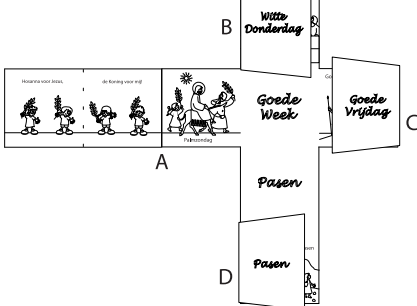 B
Witte
Donderdag
Hosanna voor Jezus,
de Koning voor mij!
Goede
Week
Goede
Vrijdag
C
Palmzondag
A
Pasen
D
Pasen